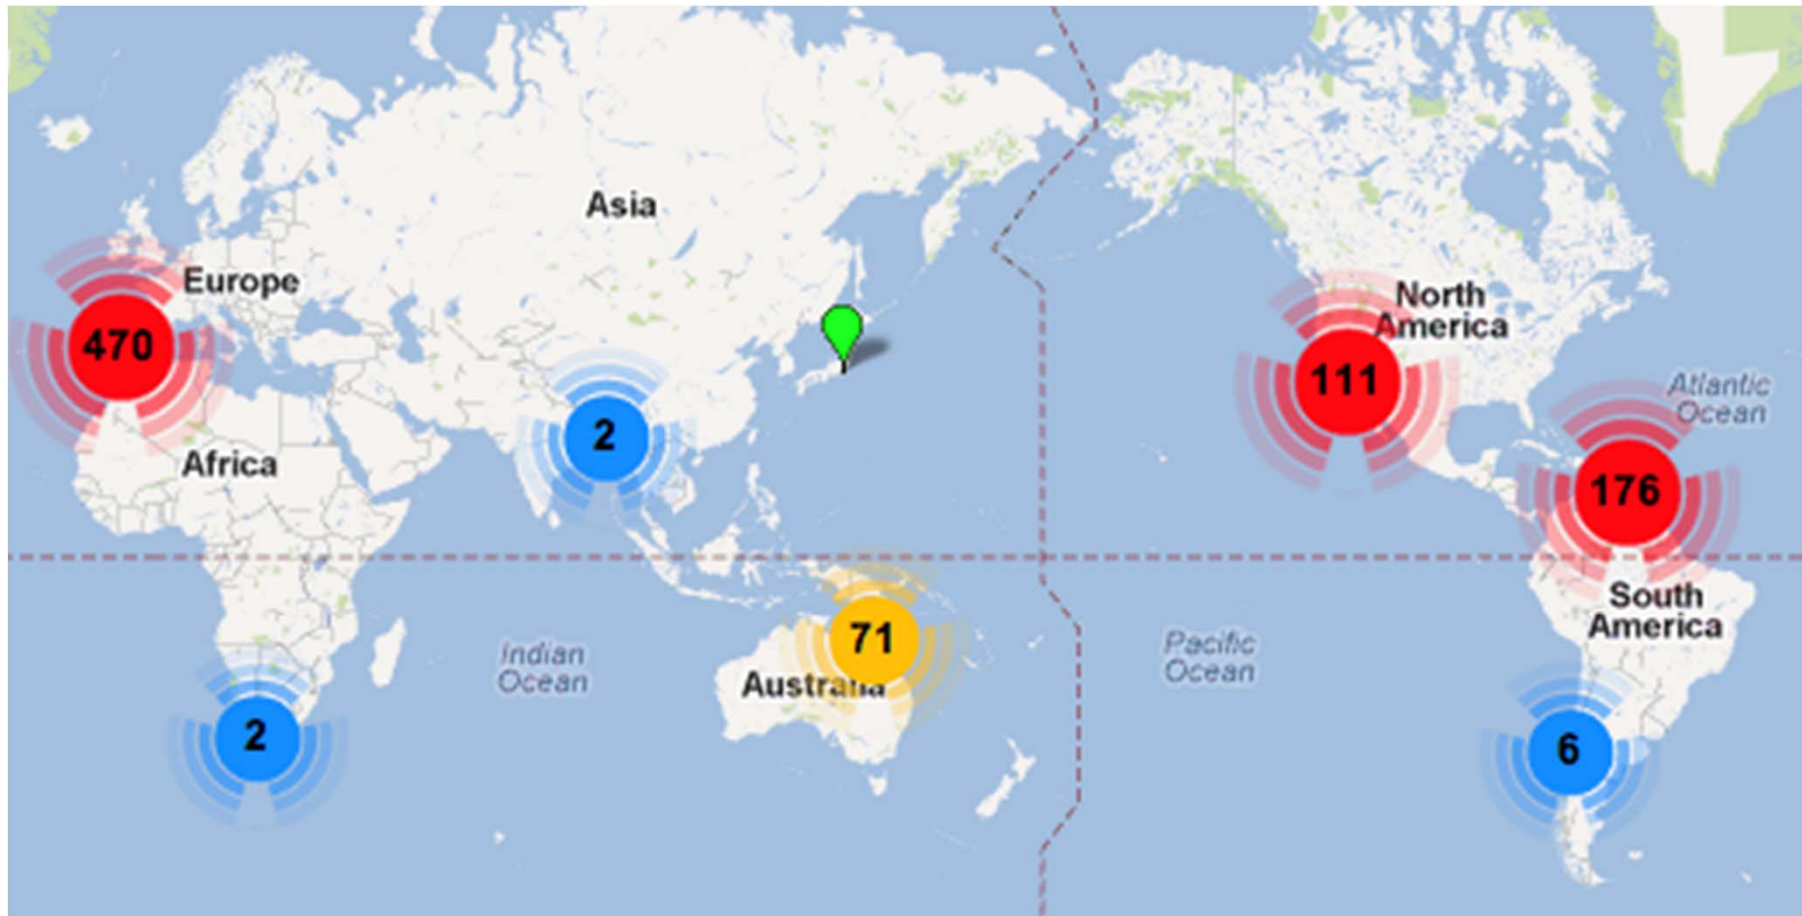 Asia
Europe
North
America
470
111
2
Atlantic
Ocean
Africa
176
South
America
71
Indian
Ocean
Pacific
Ocean
Australia
2
6